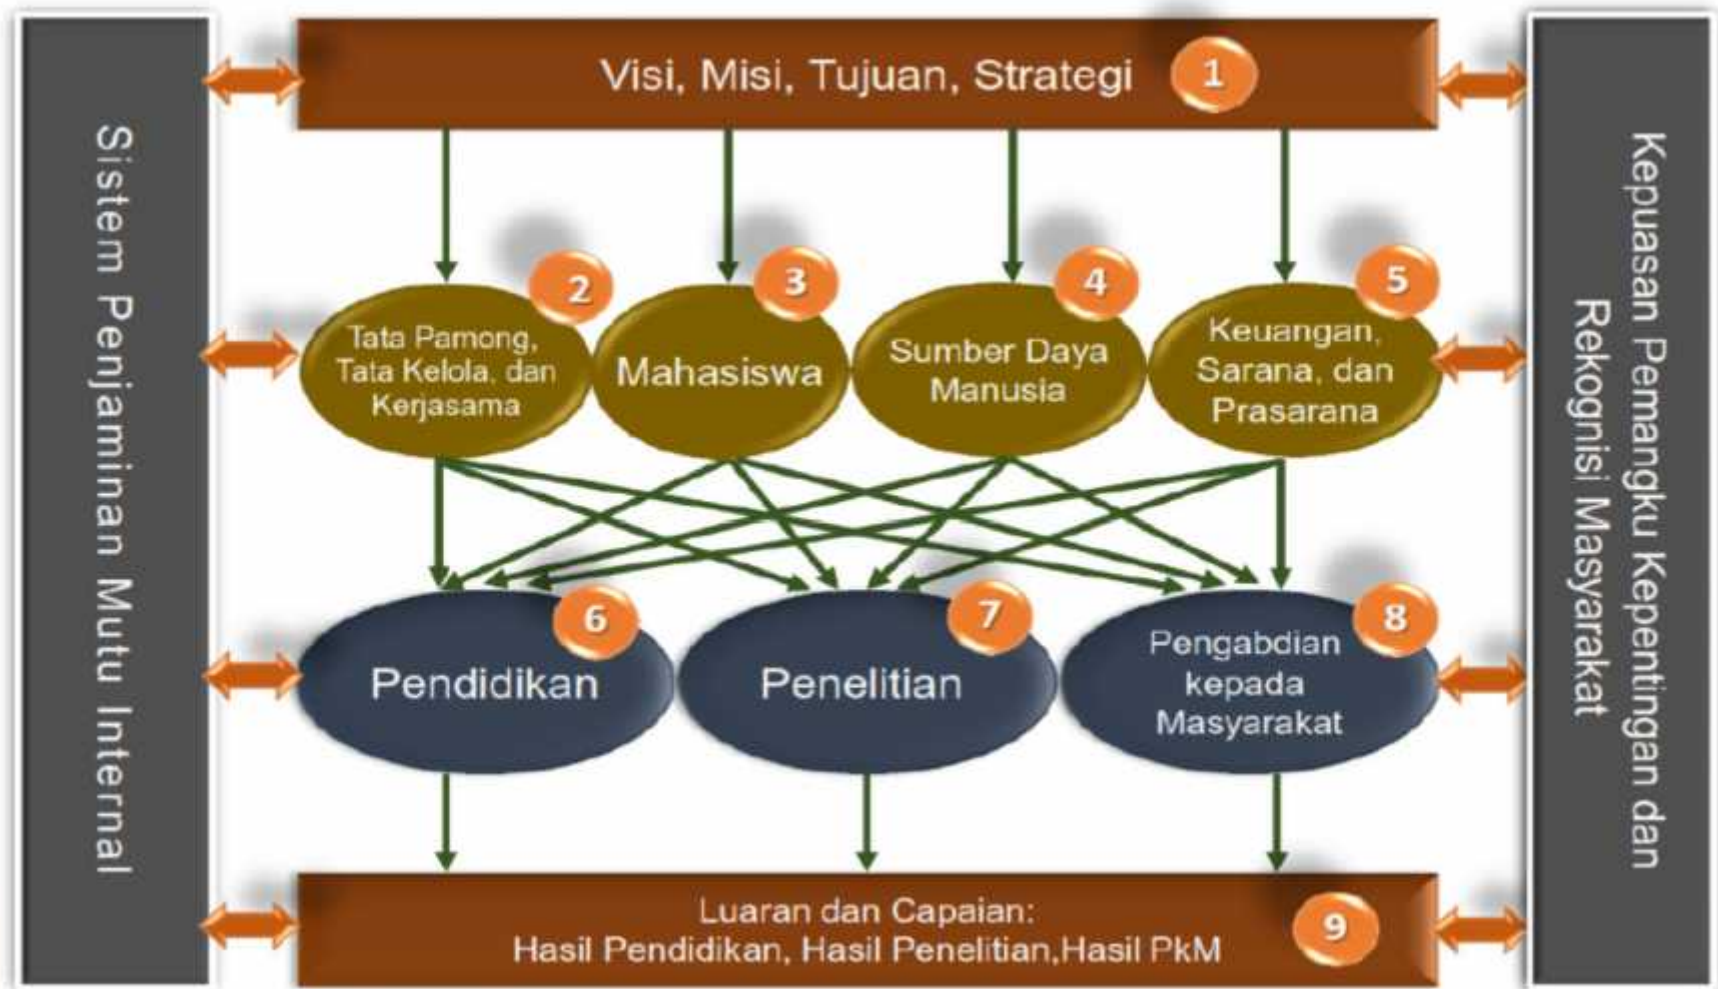 Sistem Penjaminan Mutu Internal
Visi, Misi, Tujuan, Strategi
1
2
Tata Pamong,
Tata Kelola, dan
Kerjasama
3
Mahasiswa
4
Sumber Daya
Manusia
5
Keuangan,
Sarana, dan
Prasarana
6
Pendidikan
7
Penelitian
8
Pengabdian
kepada
Masyarakat
Luaran dan Capaian:
Hasil Pendidikan, Hasil Penelitian,Hasil PkM
9
Kepuasan Pemangku Kepentingan dan
Rekognisi Masyarakat